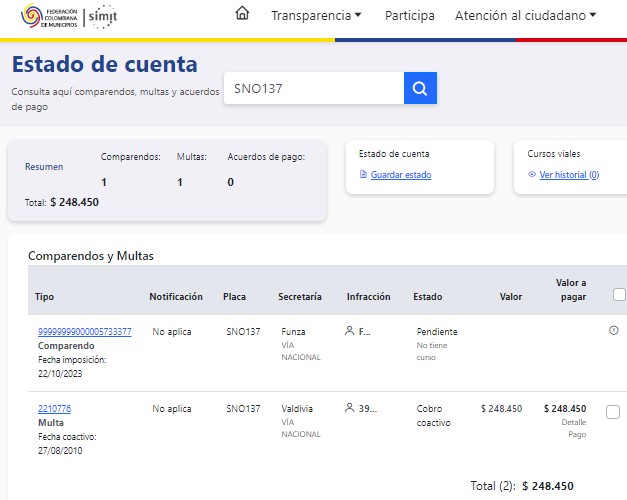 FEDERACIÓN
COLOMBIANA
DE MUNICIPIOS
simit
Transparencia
Participa
Atención al ciudadano
Estado de cuenta
Consulta aquí comparendos, multas y acuerdos
de pago
SNO137
Resumen
Comparendos:
Multas:
Acuerdos de pago:
1
1
0
Total: $ 248.450
Estado de cuenta
Guardar estado
Cursos viales
Ver historial (0)
Comparendos y Multas
Tipo Notificación Placa Secretaría Infracción Estado Valor Valor a
pagar
99999999000005733377 No aplica SNO137 Funza F... Pendiente
Comparendo VÍA No tiene
Fecha imposición: NACIONAL curso
22/10/2023
2210776 No aplica SNO137 Valdivia 39... Cobro $ 248.450 $ 248.450
Multa VÍA coactivo Detalle
Fecha coactivo: NACIONAL Pago
27/08/2010
Total (2): $ 248.450